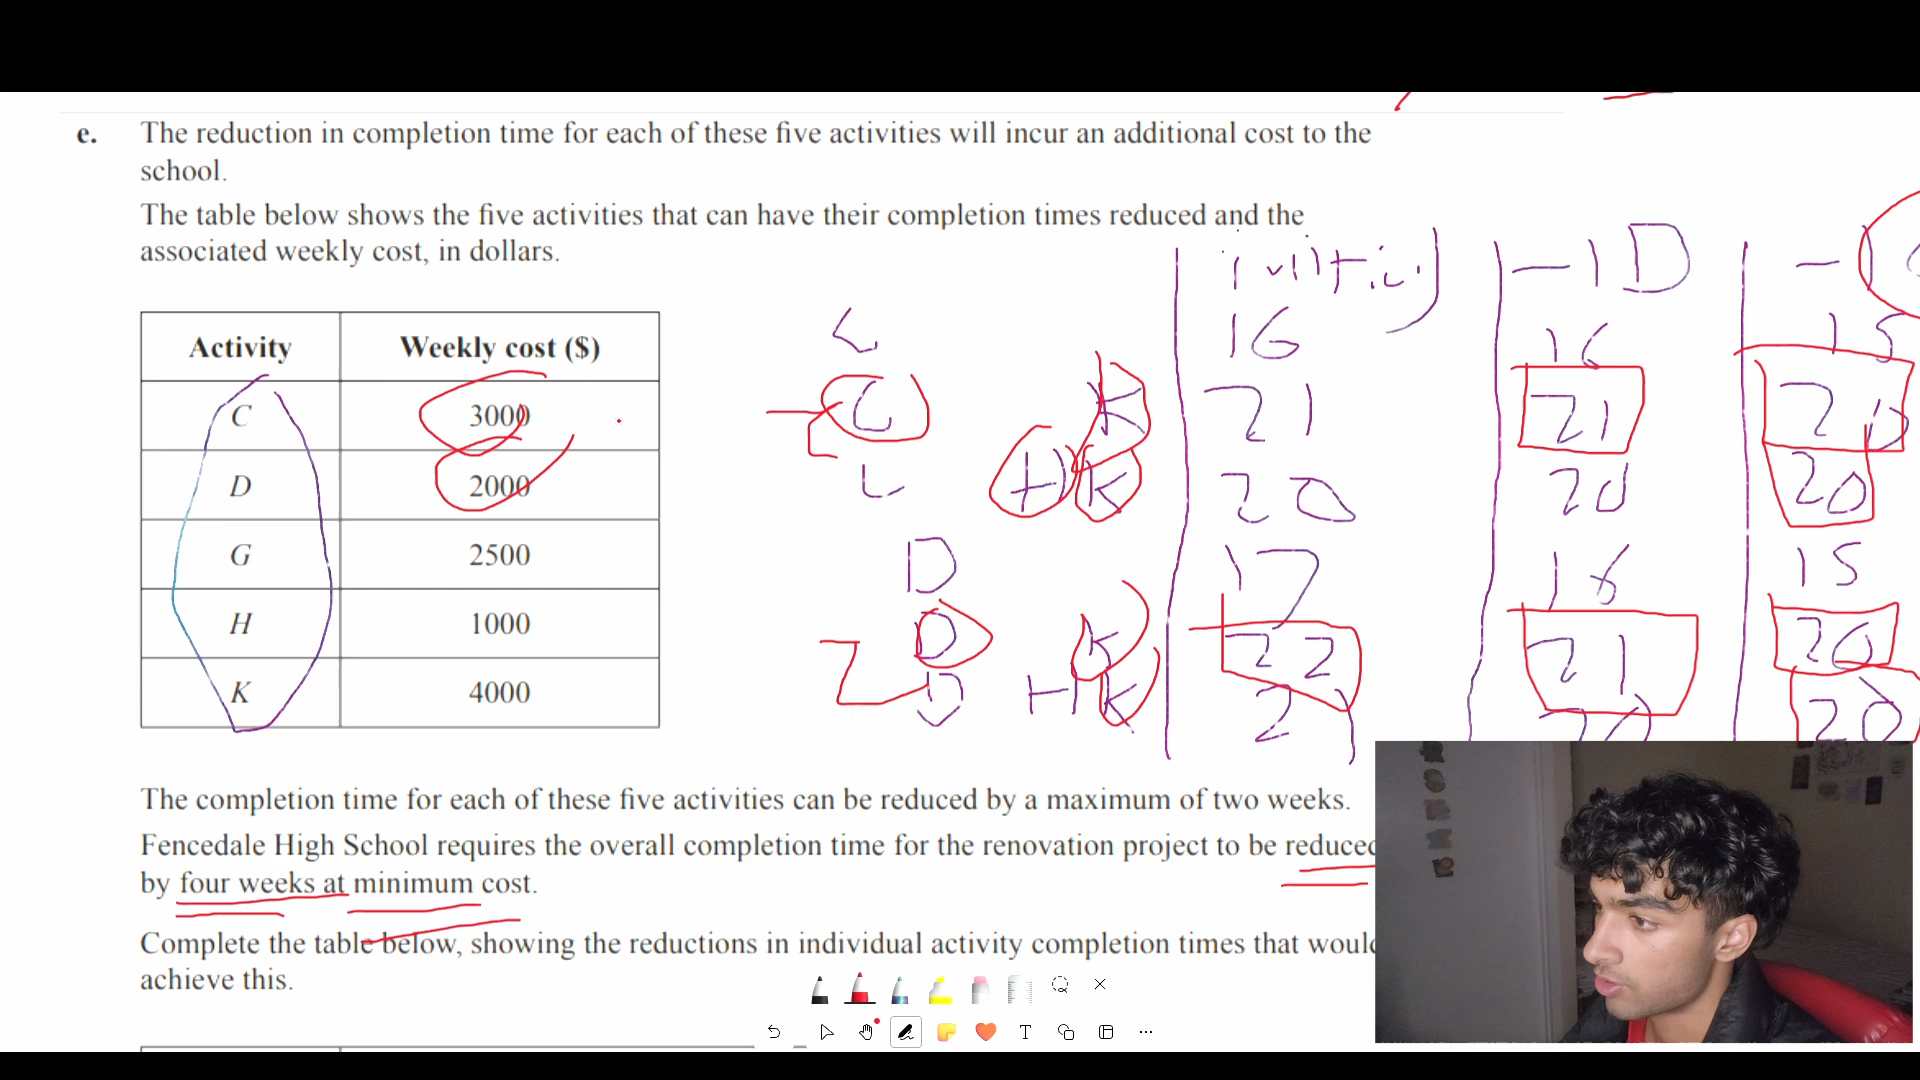 e. The reduction in completion time for each of these five activities will incur an additional cost to the
school.
The table below shows the five activities that can have their completion times reduced and the
associated weekly cost, in dollars.
Activity Weekly cost ($)
C 3000
D 2000
G 2500
H 1000
K 4000
initial -1D
16 16 15
C K 21 21 20
HK 20 20 20
D 17 16 15
D K 22 21 20
D HK 21 20 20
The completion time for each of these five activities can be reduced by a maximum of two weeks.
Fencedale High School requires the overall completion time for the renovation project to be reduced
by four weeks at minimum cost.
Complete the table below, showing the reductions in individual activity completion times that would
achieve this.
T